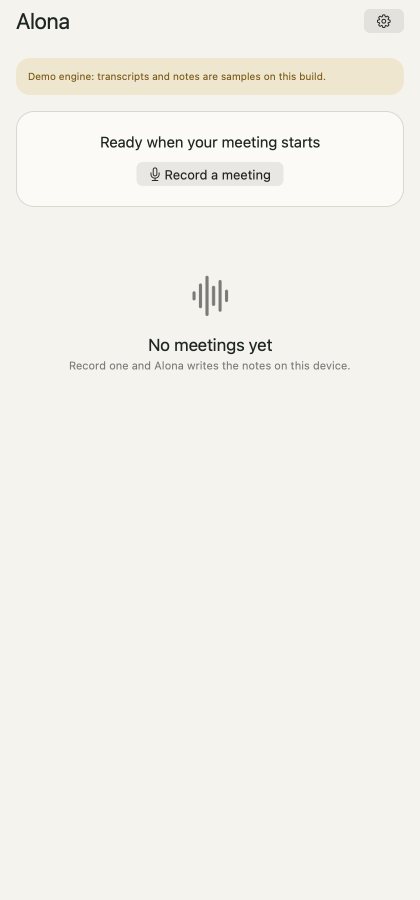 Alona
Demo engine: transcripts and notes are samples on this build.
Ready when your meeting starts
Record a meeting
No meetings yet
Record one and Alona writes the notes on this device.